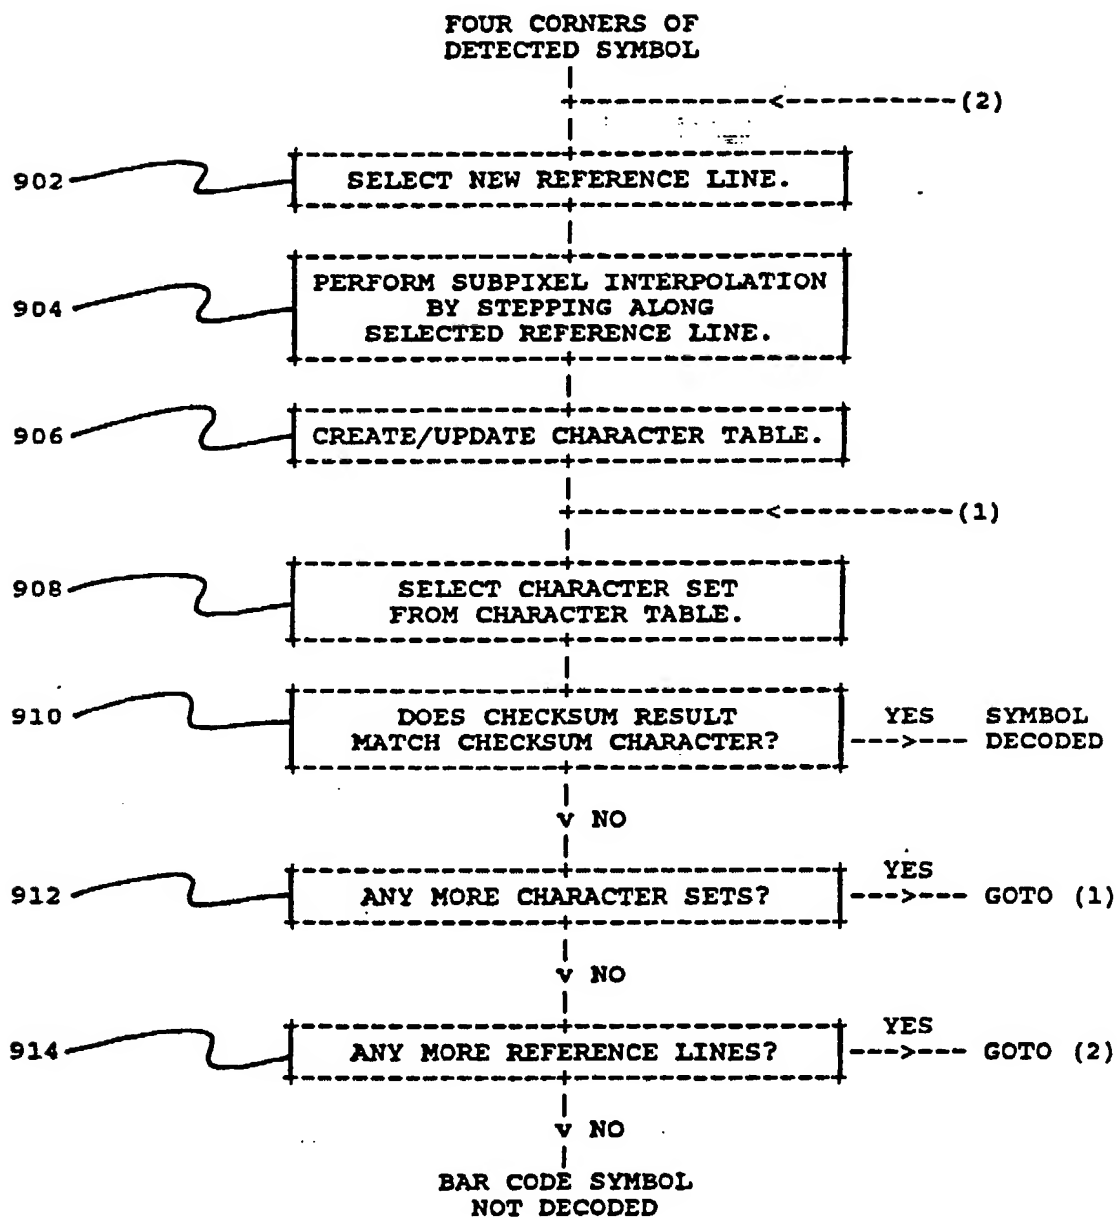 FOUR CORNERS OF
DETECTED SYMBOL
(2)
902
SELECT NEW REFERENCE LINE.
904
PERFORM SUBPIXEL INTERPOLATION
BY STEPPING ALONG
SELECTED REFERENCE LINE.
906
CREATE/UPDATE CHARACTER TABLE.
(1)
908
SELECT CHARACTER SET
FROM CHARACTER TABLE.
910
DOES CHECKSUM RESULT
MATCH CHECKSUM CHARACTER?
YES SYMBOL
DECODED
NO
912
ANY MORE CHARACTER SETS?
YES
GOTO (1)
NO
914
ANY MORE REFERENCE LINES?
YES
GOTO (2)
NO
BAR CODE SYMBOL
NOT DECODED